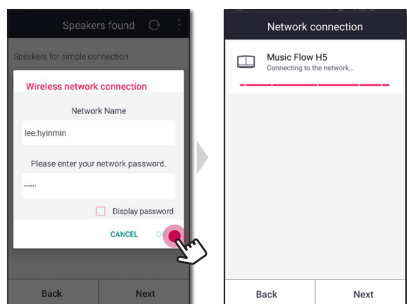 Speakers found
Speakers for simple connection
Wireless network connection
Network Name
lee.hyinmin
Please enter your network password.
••••••
Display password
CANCEL
Back
Next
Network connection
Music Flow H5
Connecting to the network...
Back
Next